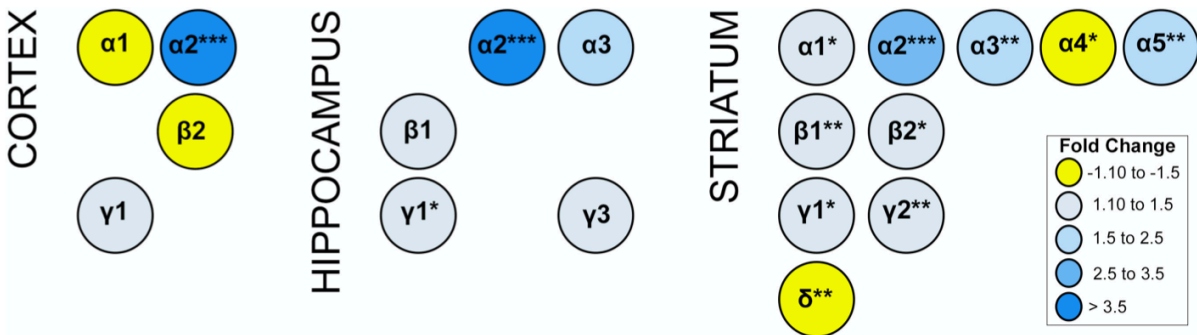 CORTEX
α1 α2***
β2
γ1
HIPPOCAMPUS
α2*** α3
β1
γ1* γ3
STRIATUM
α1* α2*** α3** α4* α5**
β1** β2*
γ1* γ2**
δ**
Fold Change
-1.10 to -1.5
1.10 to 1.5
1.5 to 2.5
2.5 to 3.5
> 3.5